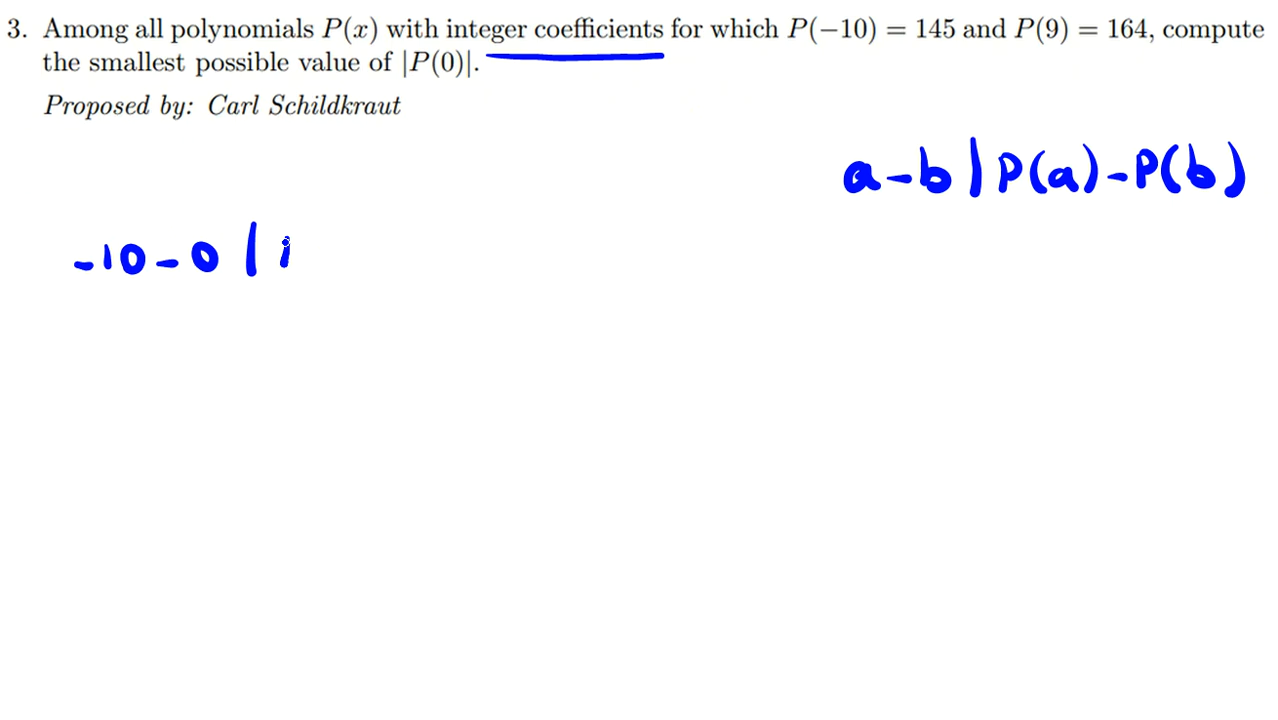 3. Among all polynomials P(x) with integer coefficients for which P(−10) = 145 and P(9) = 164, compute
the smallest possible value of |P(0)|.
Proposed by: Carl Schildkraut
a-b | P(a)-P(b)
-10-0 |